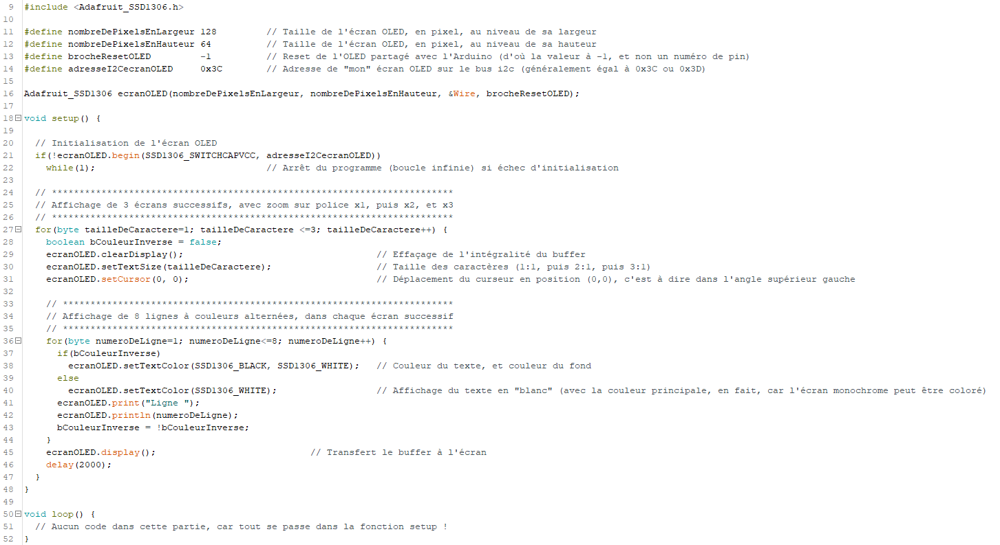 9 #include <Adafruit_SSD1306.h>
10
11 #define nombreDePixelsEnLargeur 128         // Taille de l'écran OLED, en pixel, au niveau de sa largeur
12 #define nombreDePixelsEnHauteur 64          // Taille de l'écran OLED, en pixel, au niveau de sa hauteur
13 #define brocheResetOLED         -1          // Reset de l'OLED partagé avec l'Arduino (d'où la valeur à -1, et non un numéro de pin)
14 #define adresseI2CecranOLED     0x3C        // Adresse de "mon" écran OLED sur le bus i2c (généralement égal à 0x3C ou 0x3D)
15
16 Adafruit_SSD1306 ecranOLED(nombreDePixelsEnLargeur, nombreDePixelsEnHauteur, &Wire, brocheResetOLED);
17
18 void setup() {
19
20   // Initialisation de l'écran OLED
21   if(!ecranOLED.begin(SSD1306_SWITCHCAPVCC, adresseI2CecranOLED))
22     while(1);                               // Arrêt du programme (boucle infinie) si échec d'initialisation
23
24   // *************************************************************************
25   // Affichage de 3 écrans successifs, avec zoom sur police x1, puis x2, et x3
26   // *************************************************************************
27   for(byte tailleDeCaractere=1; tailleDeCaractere <=3; tailleDeCaractere++) {
28     boolean bCouleurInverse = false;
29     ecranOLED.clearDisplay();                                   // Effaçage de l'intégralité du buffer
30     ecranOLED.setTextSize(tailleDeCaractere);                   // Taille des caractères (1:1, puis 2:1, puis 3:1)
31     ecranOLED.setCursor(0, 0);                                  // Déplacement du curseur en position (0,0), c'est à dire dans l'angle supérieur gauche
32
33     // ***********************************************************************
34     // Affichage de 8 lignes à couleurs alternées, dans chaque écran successif
35     // ***********************************************************************
36     for(byte numeroDeLigne=1; numeroDeLigne<=8; numeroDeLigne++) {
37       if(bCouleurInverse)
38         ecranOLED.setTextColor(SSD1306_BLACK, SSD1306_WHITE);   // Couleur du texte, et couleur du fond
39       else
40         ecranOLED.setTextColor(SSD1306_WHITE);                  // Affichage du texte en "blanc" (avec la couleur principale, en fait, car l'écran monochrome peut être coloré)
41       ecranOLED.print("Ligne ");
42       ecranOLED.println(numeroDeLigne);
43       bCouleurInverse = !bCouleurInverse;
44     }
45     ecranOLED.display();                            // Transfert le buffer à l'écran
46     delay(2000);
47   }
48 }
49
50 void loop() {
51   // Aucun code dans cette partie, car tout se passe dans la fonction setup !
52 }